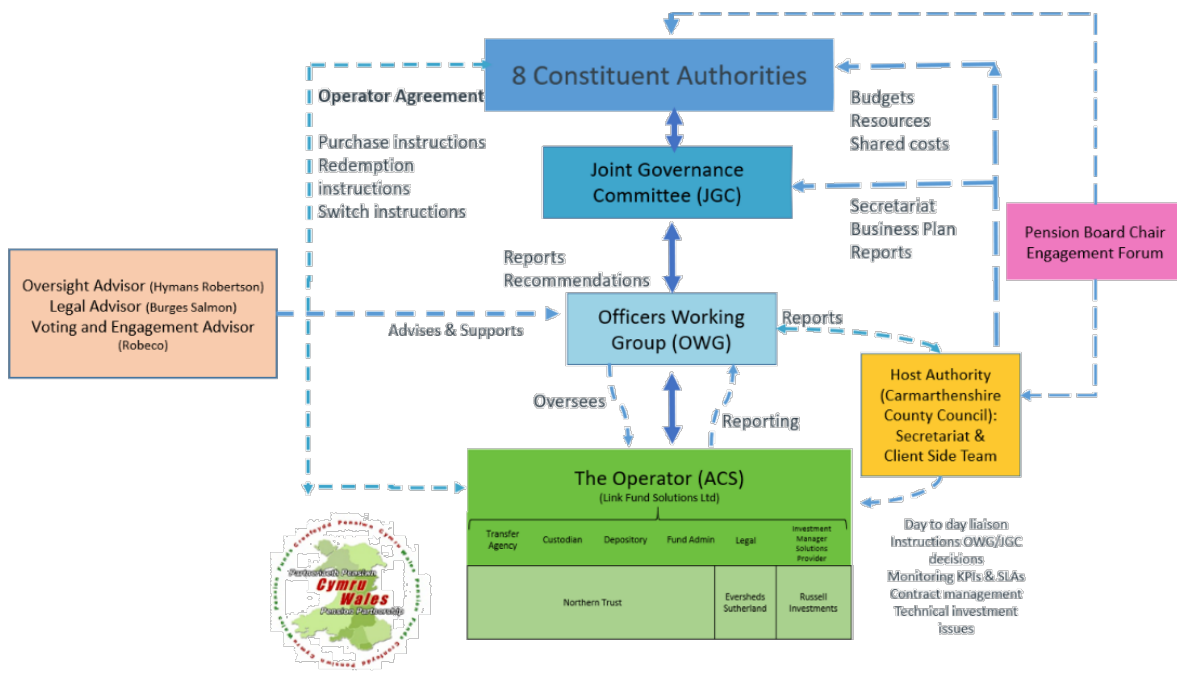 8 Constituent Authorities
Operator Agreement
Purchase instructions
Redemption
instructions
Switch instructions
Budgets
Resources
Shared costs
Joint Governance
Committee (JGC)
Secretariat
Business Plan
Reports
Pension Board Chair
Engagement Forum
Reports
Recommendations
Oversight Advisor (Hymans Robertson)
Legal Advisor (Burges Salmon)
Voting and Engagement Advisor
(Robeco)
Advises & Supports
Officers Working
Group (OWG)
Reports
Host Authority
(Carmarthenshire
County Council):
Secretariat &
Client Side Team
Oversees
Reporting
The Operator (ACS)
(Link Fund Solutions Ltd)
Transfer
Agency
Custodian
Depository
Fund Admin
Legal
Investment
Manager
Solutions
Provider
Northern Trust
Eversheds
Sutherland
Russell
Investments
Day to day liaison
Instructions OWG/JGC
decisions
Monitoring KPIs & SLAs
Contract management
Technical investment
issues
Partneriaeth Pensiwn
Cymru
Wales
Pension Partnership